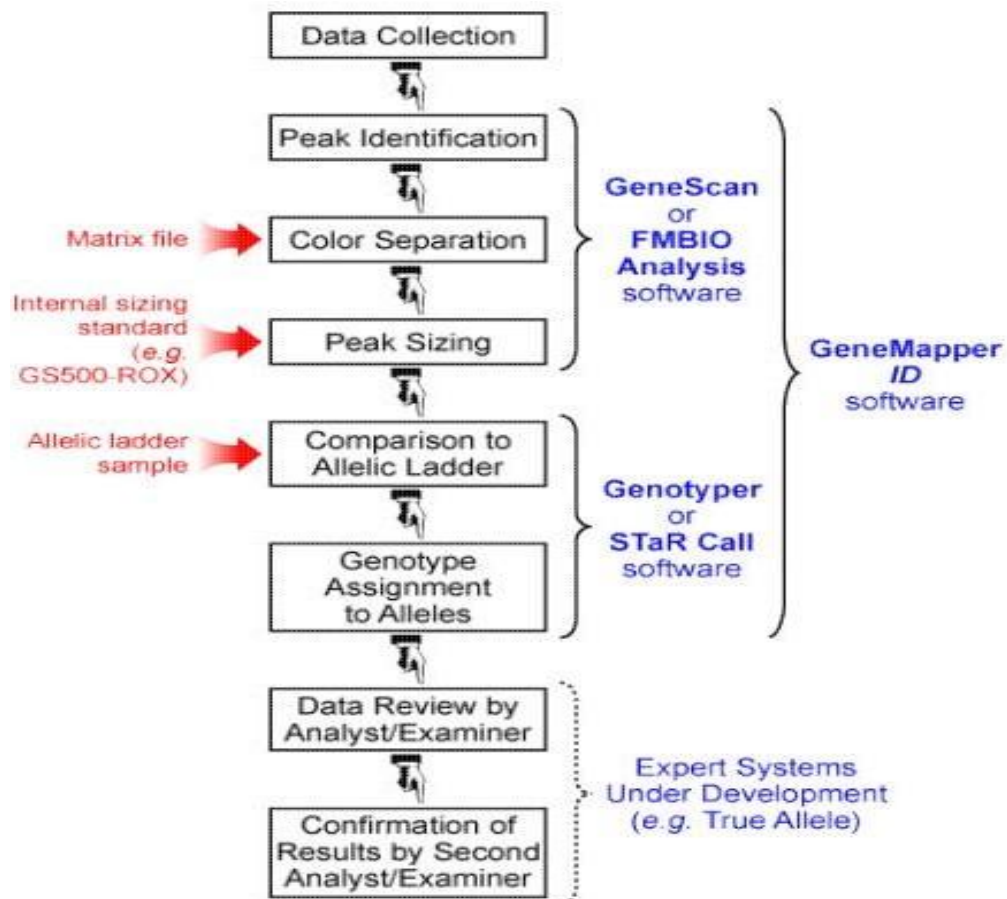 Data Collection
Peak Identification
Matrix file
Color Separation
Internal sizing
standard
(e.g.
GS500-ROX)
Peak Sizing
GeneScan
or
FMBIO
Analysis
software
Allelic ladder
sample
Comparison to
Allelic Ladder
Genotype
Assignment
to Alleles
Genotyper
or
STaR Call
software
GeneMapper
ID
software
Data Review by
Analyst/Examiner
Confirmation of
Results by Second
Analyst/Examiner
Expert Systems
Under Development
(e.g. True Allele)